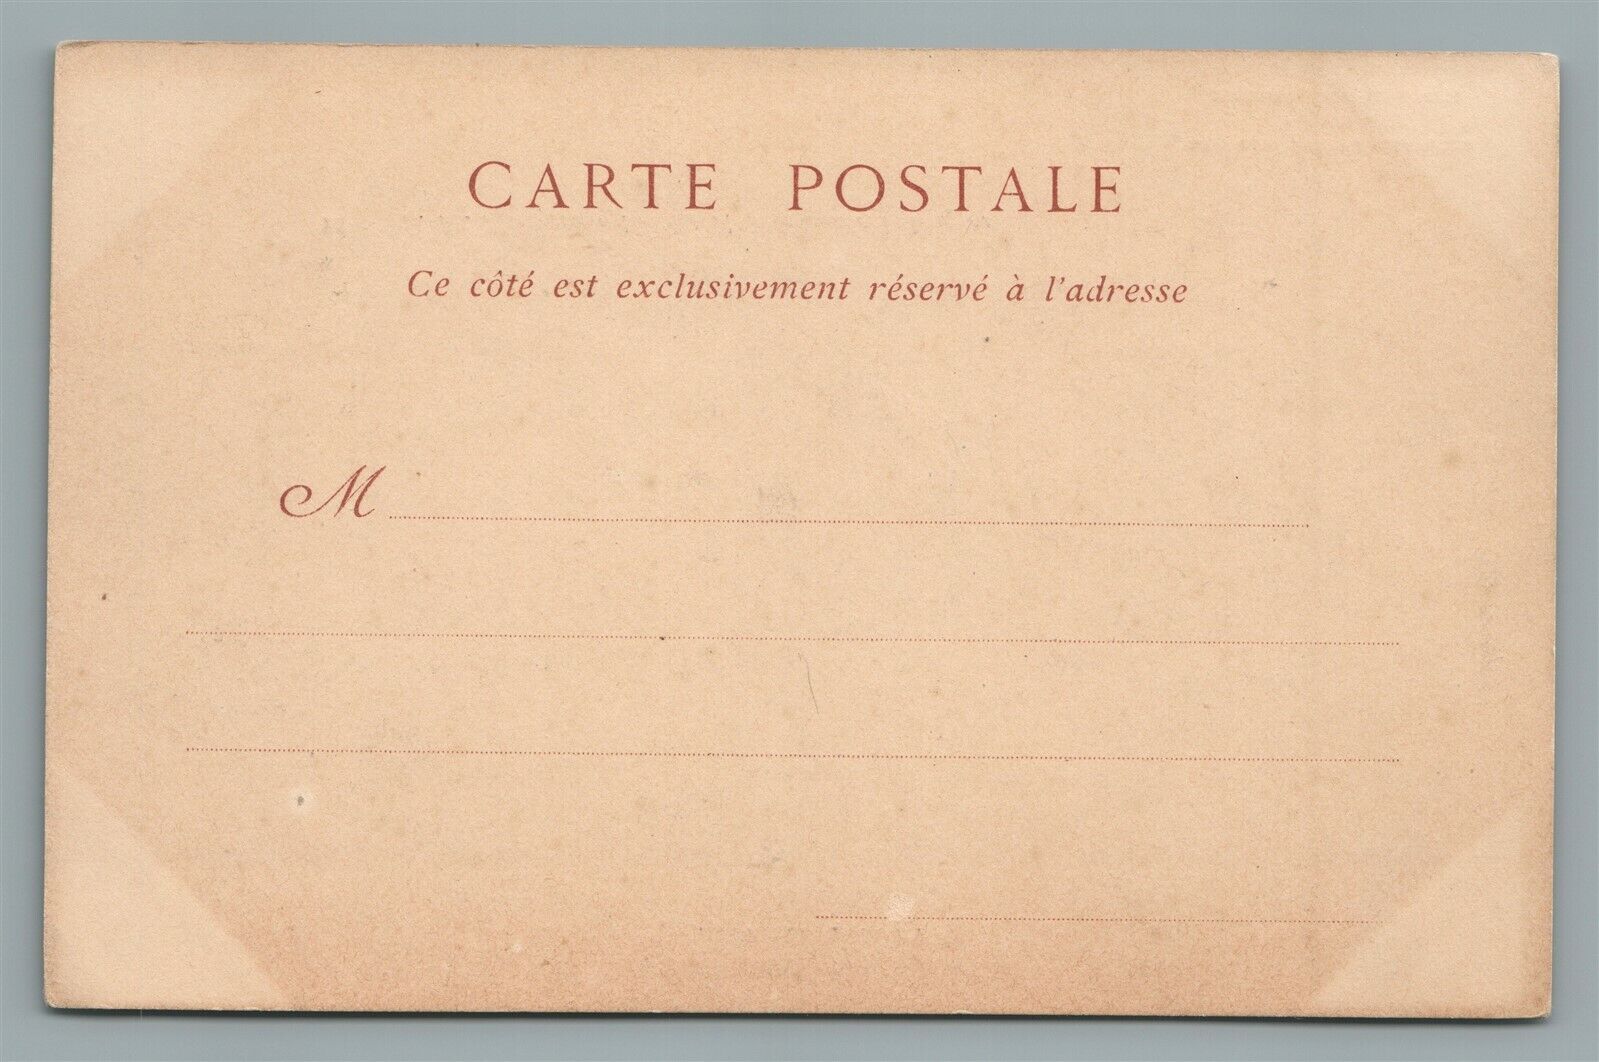 CARTE POSTALE
Ce côté est exclusivement réservé à l'adresse
M